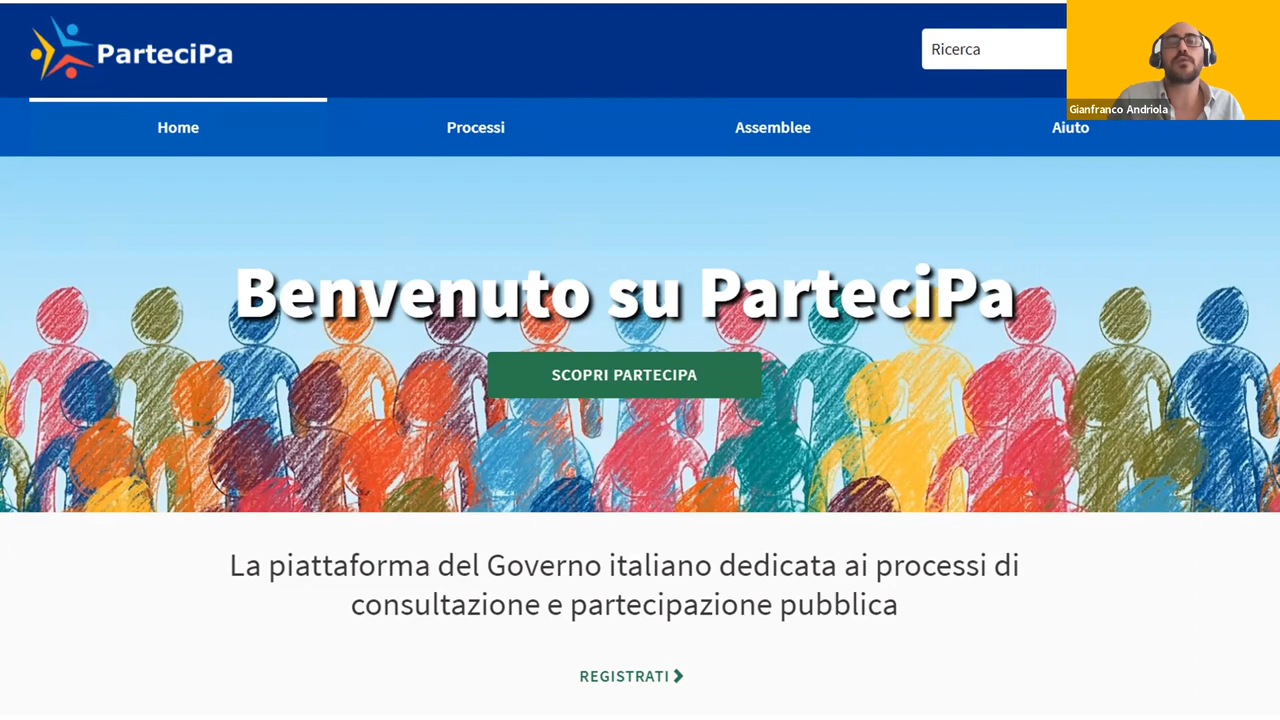 ParteciPa
Ricerca
Gianfranco Andriola
Home
Processi
Assemblee
Aiuto
Benvenuto su ParteciPa
SCOPRI PARTECIPA
La piattaforma del Governo italiano dedicata ai processi di
consultazione e partecipazione pubblica
REGISTRATI